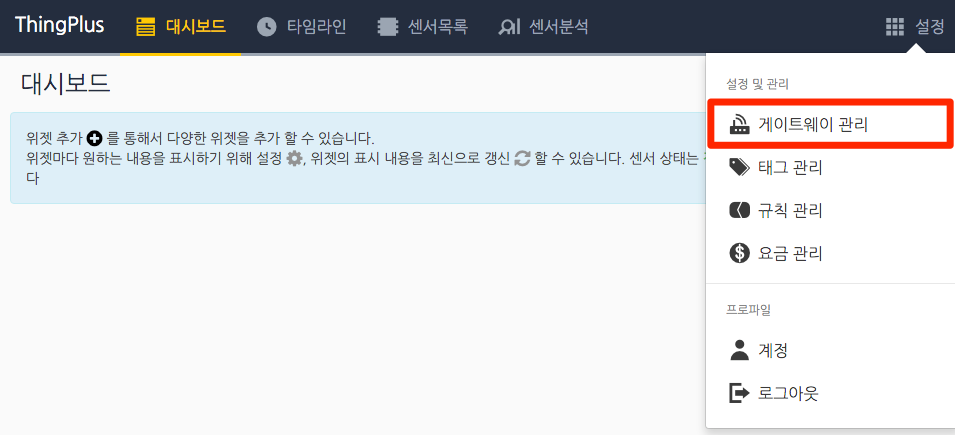 ThingPlus 대시보드 타임라인 센서목록 센서분석 설정
대시보드
위젯 추가 를 통해서 다양한 위젯을 추가 할 수 있습니다.
위젯마다 원하는 내용을 표시하기 위해 설정 , 위젯의 표시 내용을 최신으로 갱신 할 수 있습니다. 센서 상태는
다
설정 및 관리
게이트웨이 관리
태그 관리
규칙 관리
요금 관리
프로파일
계정
로그아웃